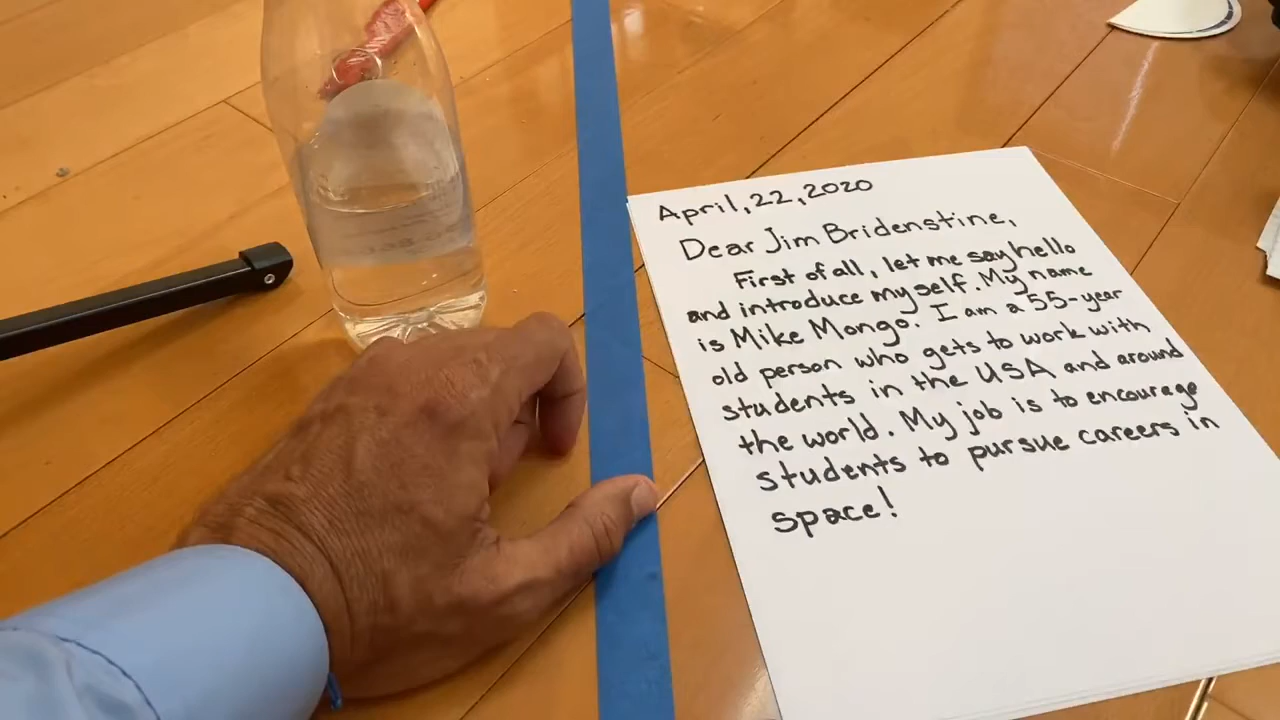 April, 22, 2020
Dear Jim Bridenstine,
First of all, let me say hello
and introduce myself. My name
is Mike Mongo. I am a 55-year
old person who gets to work with
students in the USA and around
the world. My job is to encourage
students to pursue careers in
space!